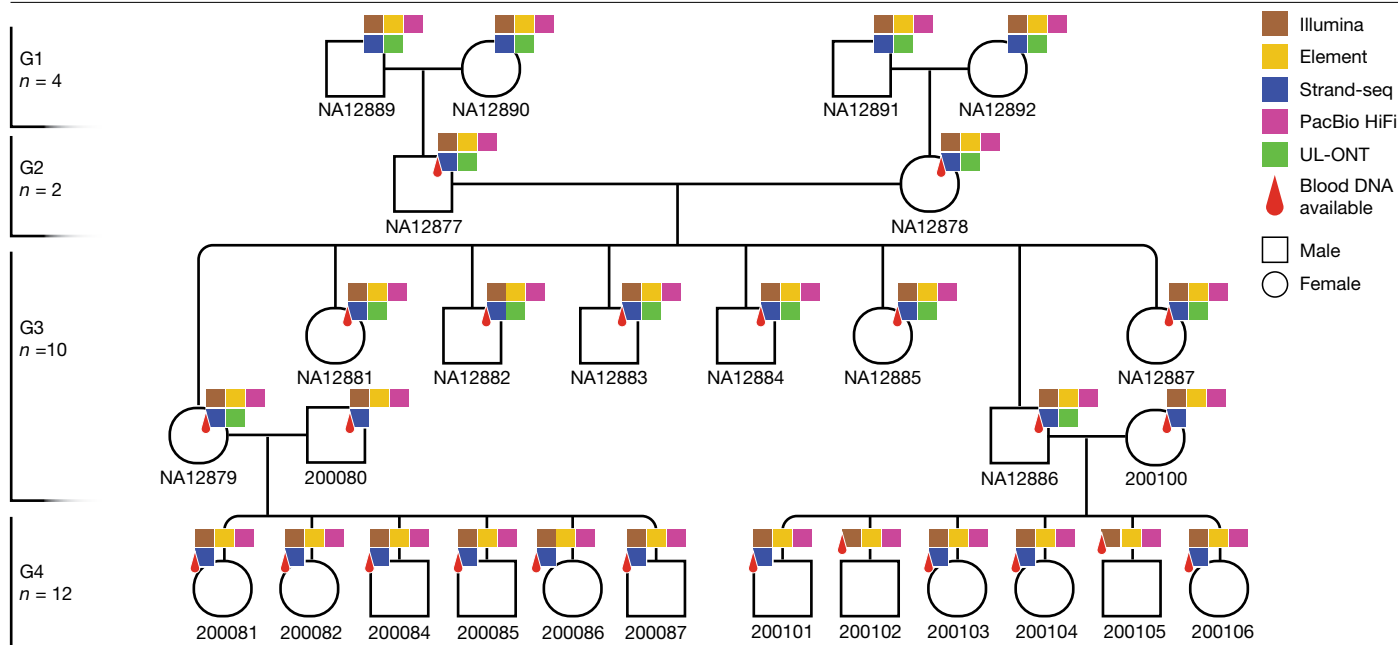 G1
n = 4
NA12889
NA12890
NA12891
NA12892
Illumina
Element
Strand-seq
PacBio HiFi
UL-ONT
Blood DNA
available
Male
Female
G2
n = 2
NA12877
NA12878
G3
n =10
NA12881
NA12882
NA12883
NA12884
NA12885
NA12887
NA12879
200080
NA12886
200100
G4
n = 12
200081
200082
200084
200085
200086
200087
200101
200102
200103
200104
200105
200106